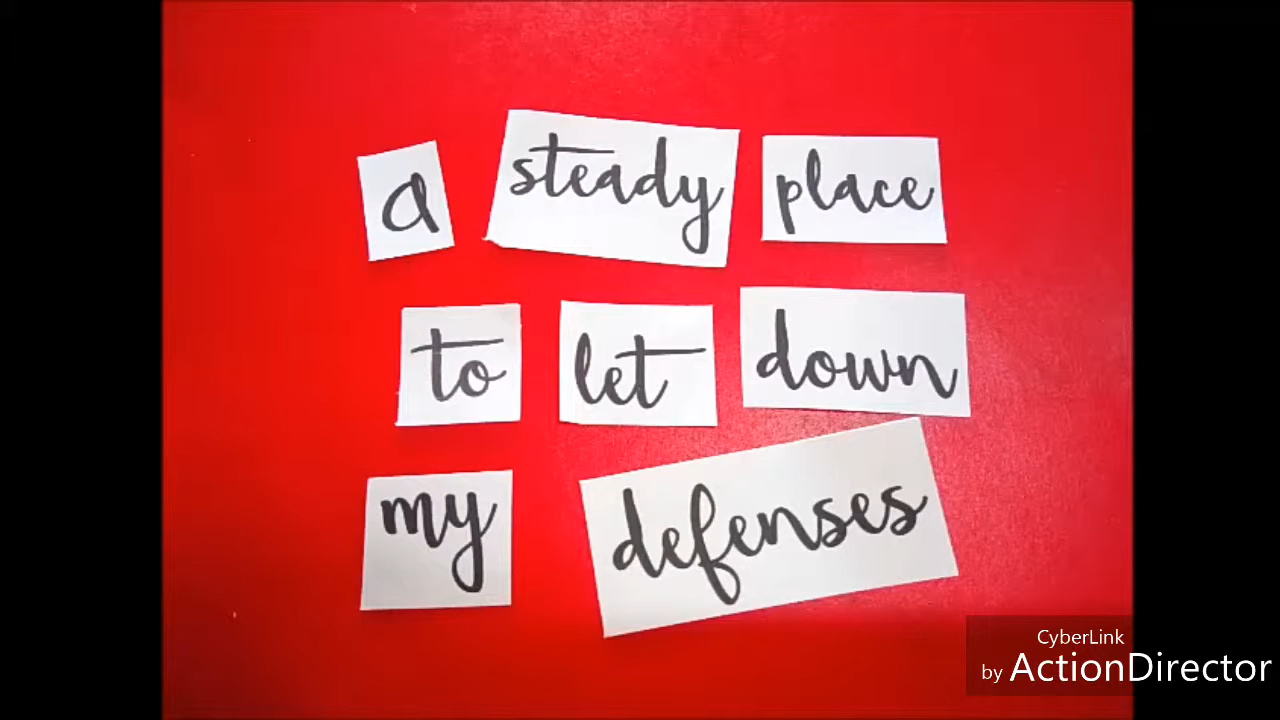 a steady place
to let down
my defenses
CyberLink
by ActionDirector